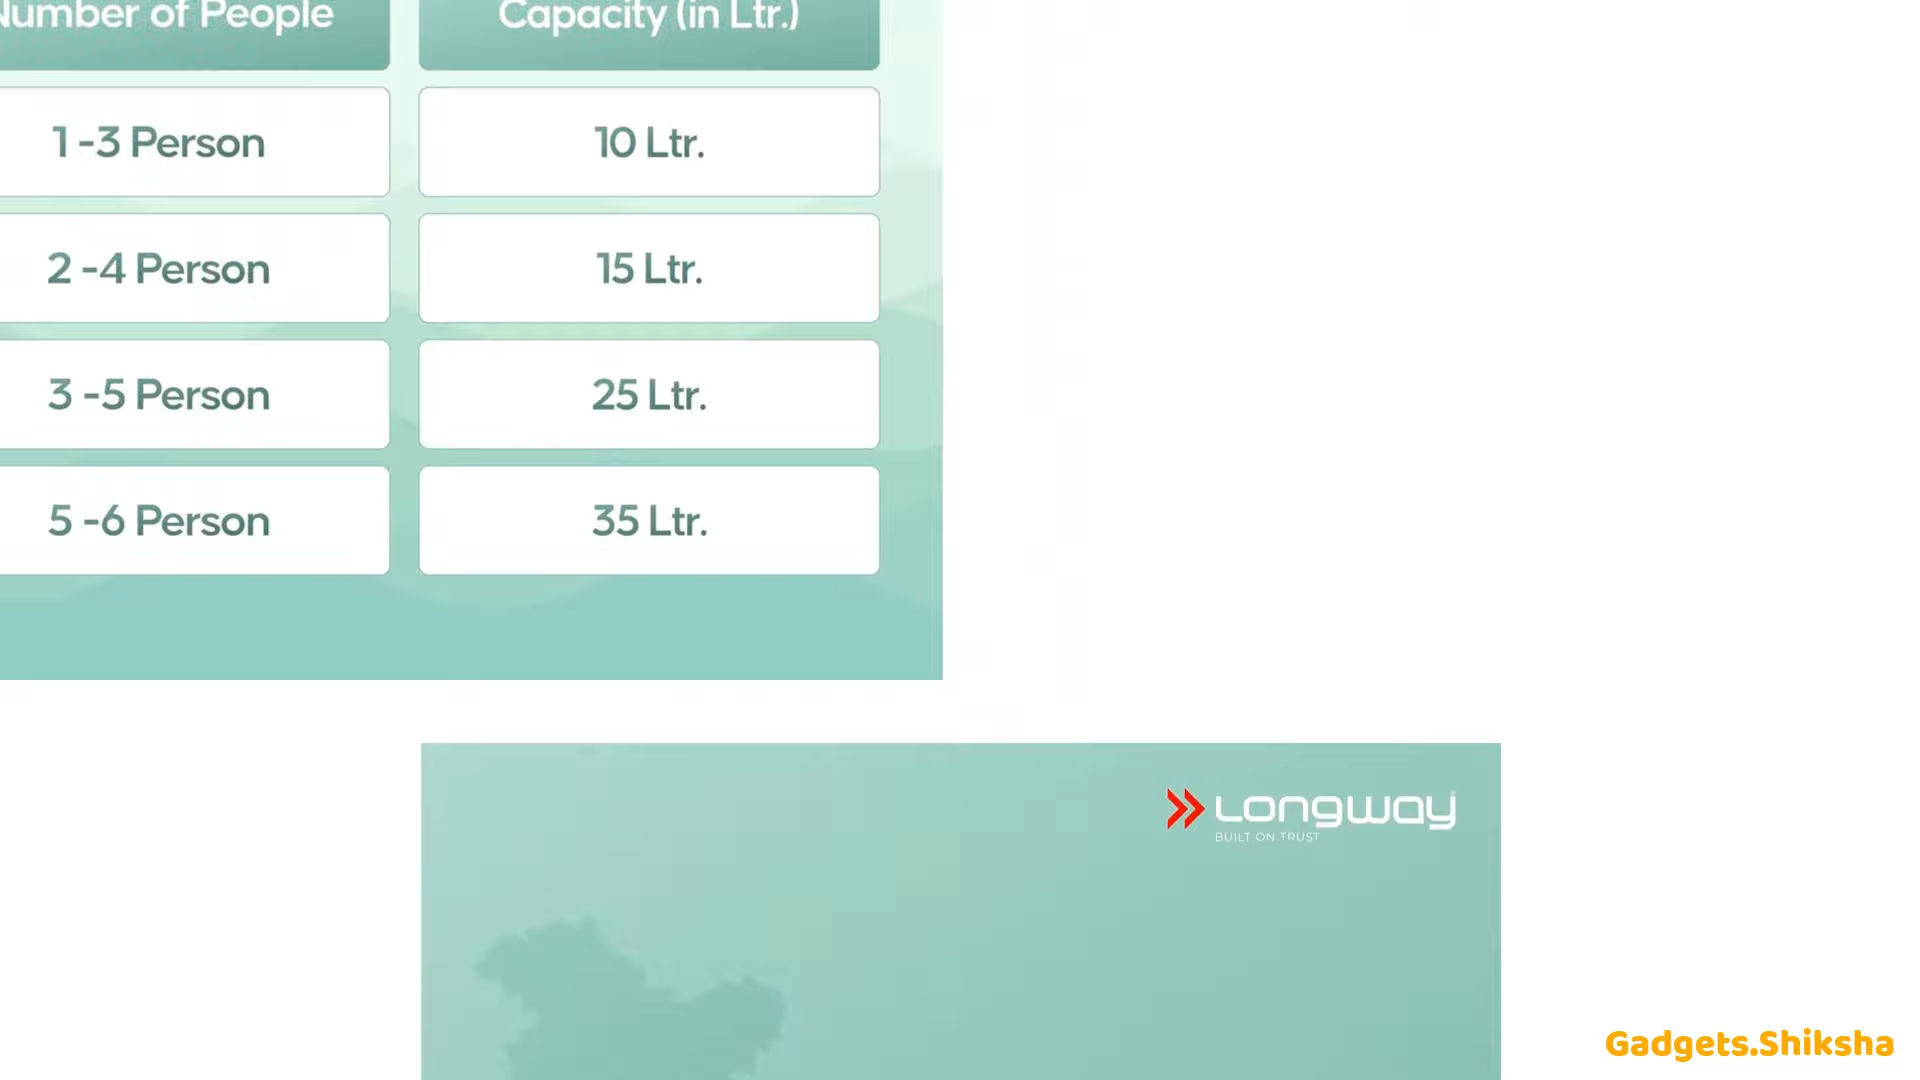 Number of People Capacity (in Ltr.)
1 -3 Person 10 Ltr.
2 -4 Person 15 Ltr.
3 -5 Person 25 Ltr.
5 -6 Person 35 Ltr.
Longway
BUILT ON TRUST
Gadgets.Shiksha